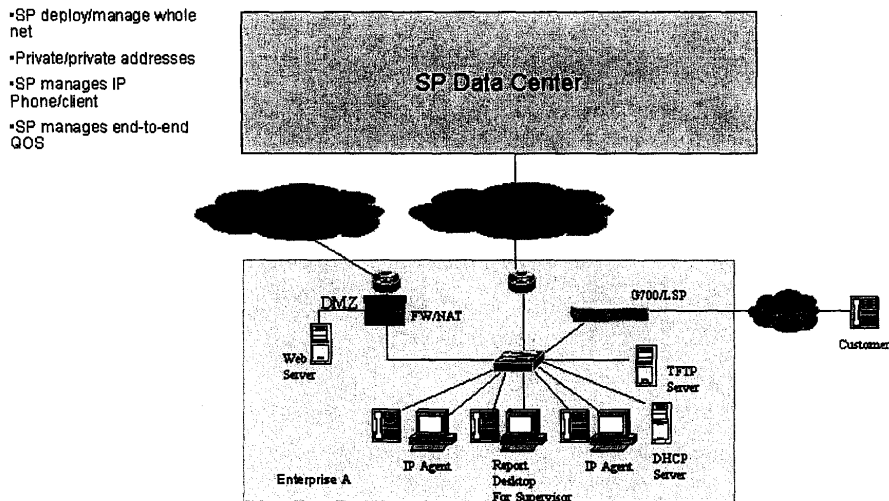 ▪SP deploy/manage whole
net
▪Private/private addresses
▪SP manages IP
Phone/client
▪SP manages end-to-end
QOS
SP Data Center
DMZ
FW/NAT
G700/LSP
Web
Server
Customer
TFTP
Server
IP Agent
Report
Desktop
For Supervisor
IP Agent
DHCP
Server
Enterprise A